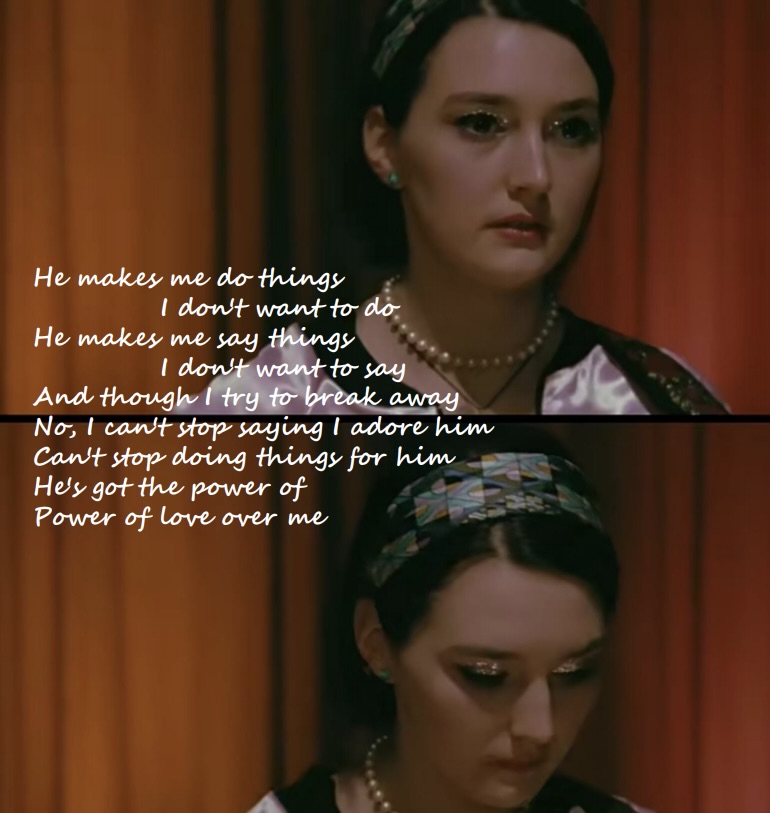 He makes me do things
I don't want to do
He makes me say things
I don't want to say
And though I try to break away
No, I can't stop saying I adore him
Can't stop doing things for him
He's got the power of
Power of love over me